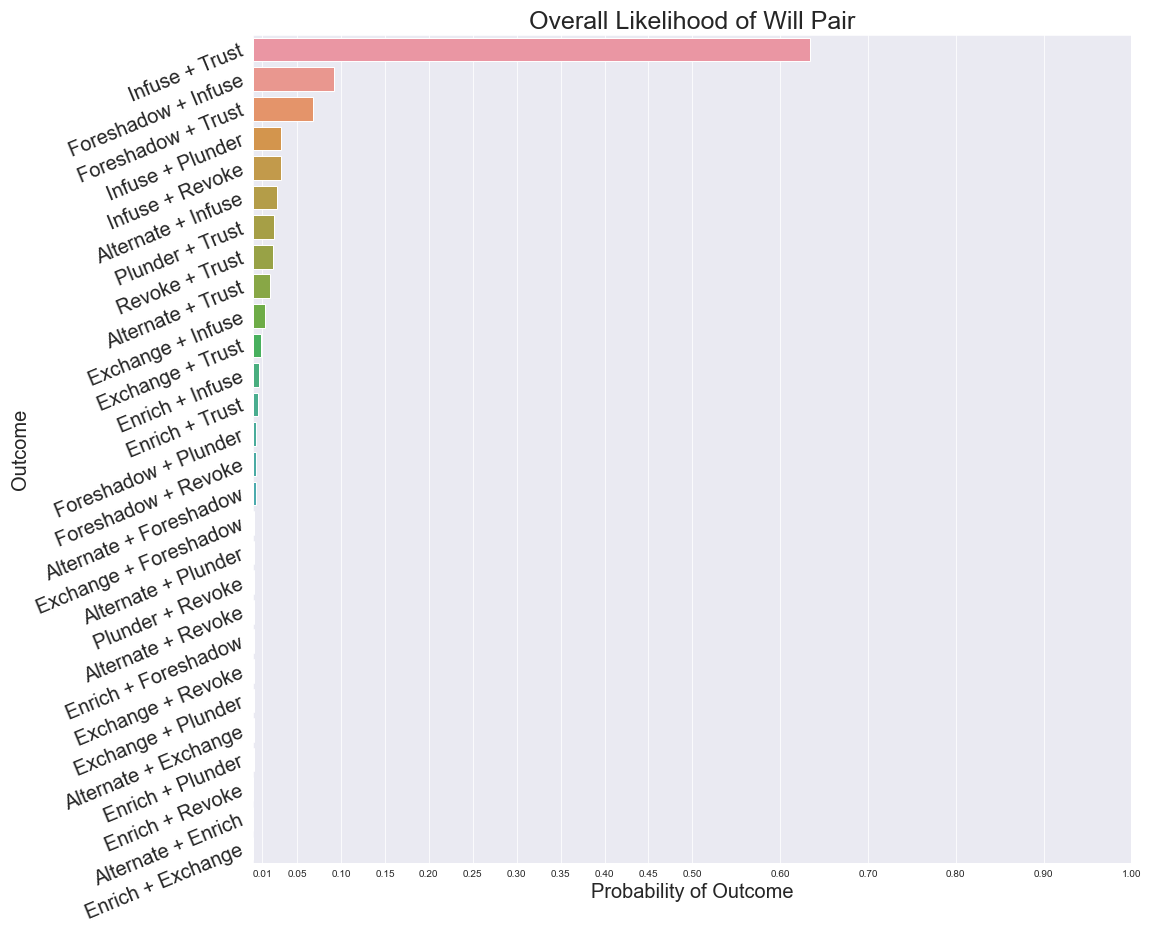 Overall Likelihood of Will Pair
Infuse + Trust
Foreshadow + Infuse
Foreshadow + Trust
Infuse + Plunder
Infuse + Revoke
Alternate + Infuse
Plunder + Trust
Revoke + Trust
Alternate + Trust
Exchange + Infuse
Exchange + Trust
Enrich + Infuse
Enrich + Trust
Foreshadow + Plunder
Foreshadow + Revoke
Alternate + Foreshadow
Exchange + Foreshadow
Alternate + Plunder
Plunder + Revoke
Alternate + Revoke
Enrich + Foreshadow
Exchange + Revoke
Exchange + Plunder
Alternate + Exchange
Enrich + Plunder
Enrich + Revoke
Alternate + Enrich
Enrich + Exchange
Outcome
0.01 0.05 0.10 0.15 0.20 0.25 0.30 0.35 0.40 0.45 0.50 0.60 0.70 0.80 0.90 1.00
Probability of Outcome